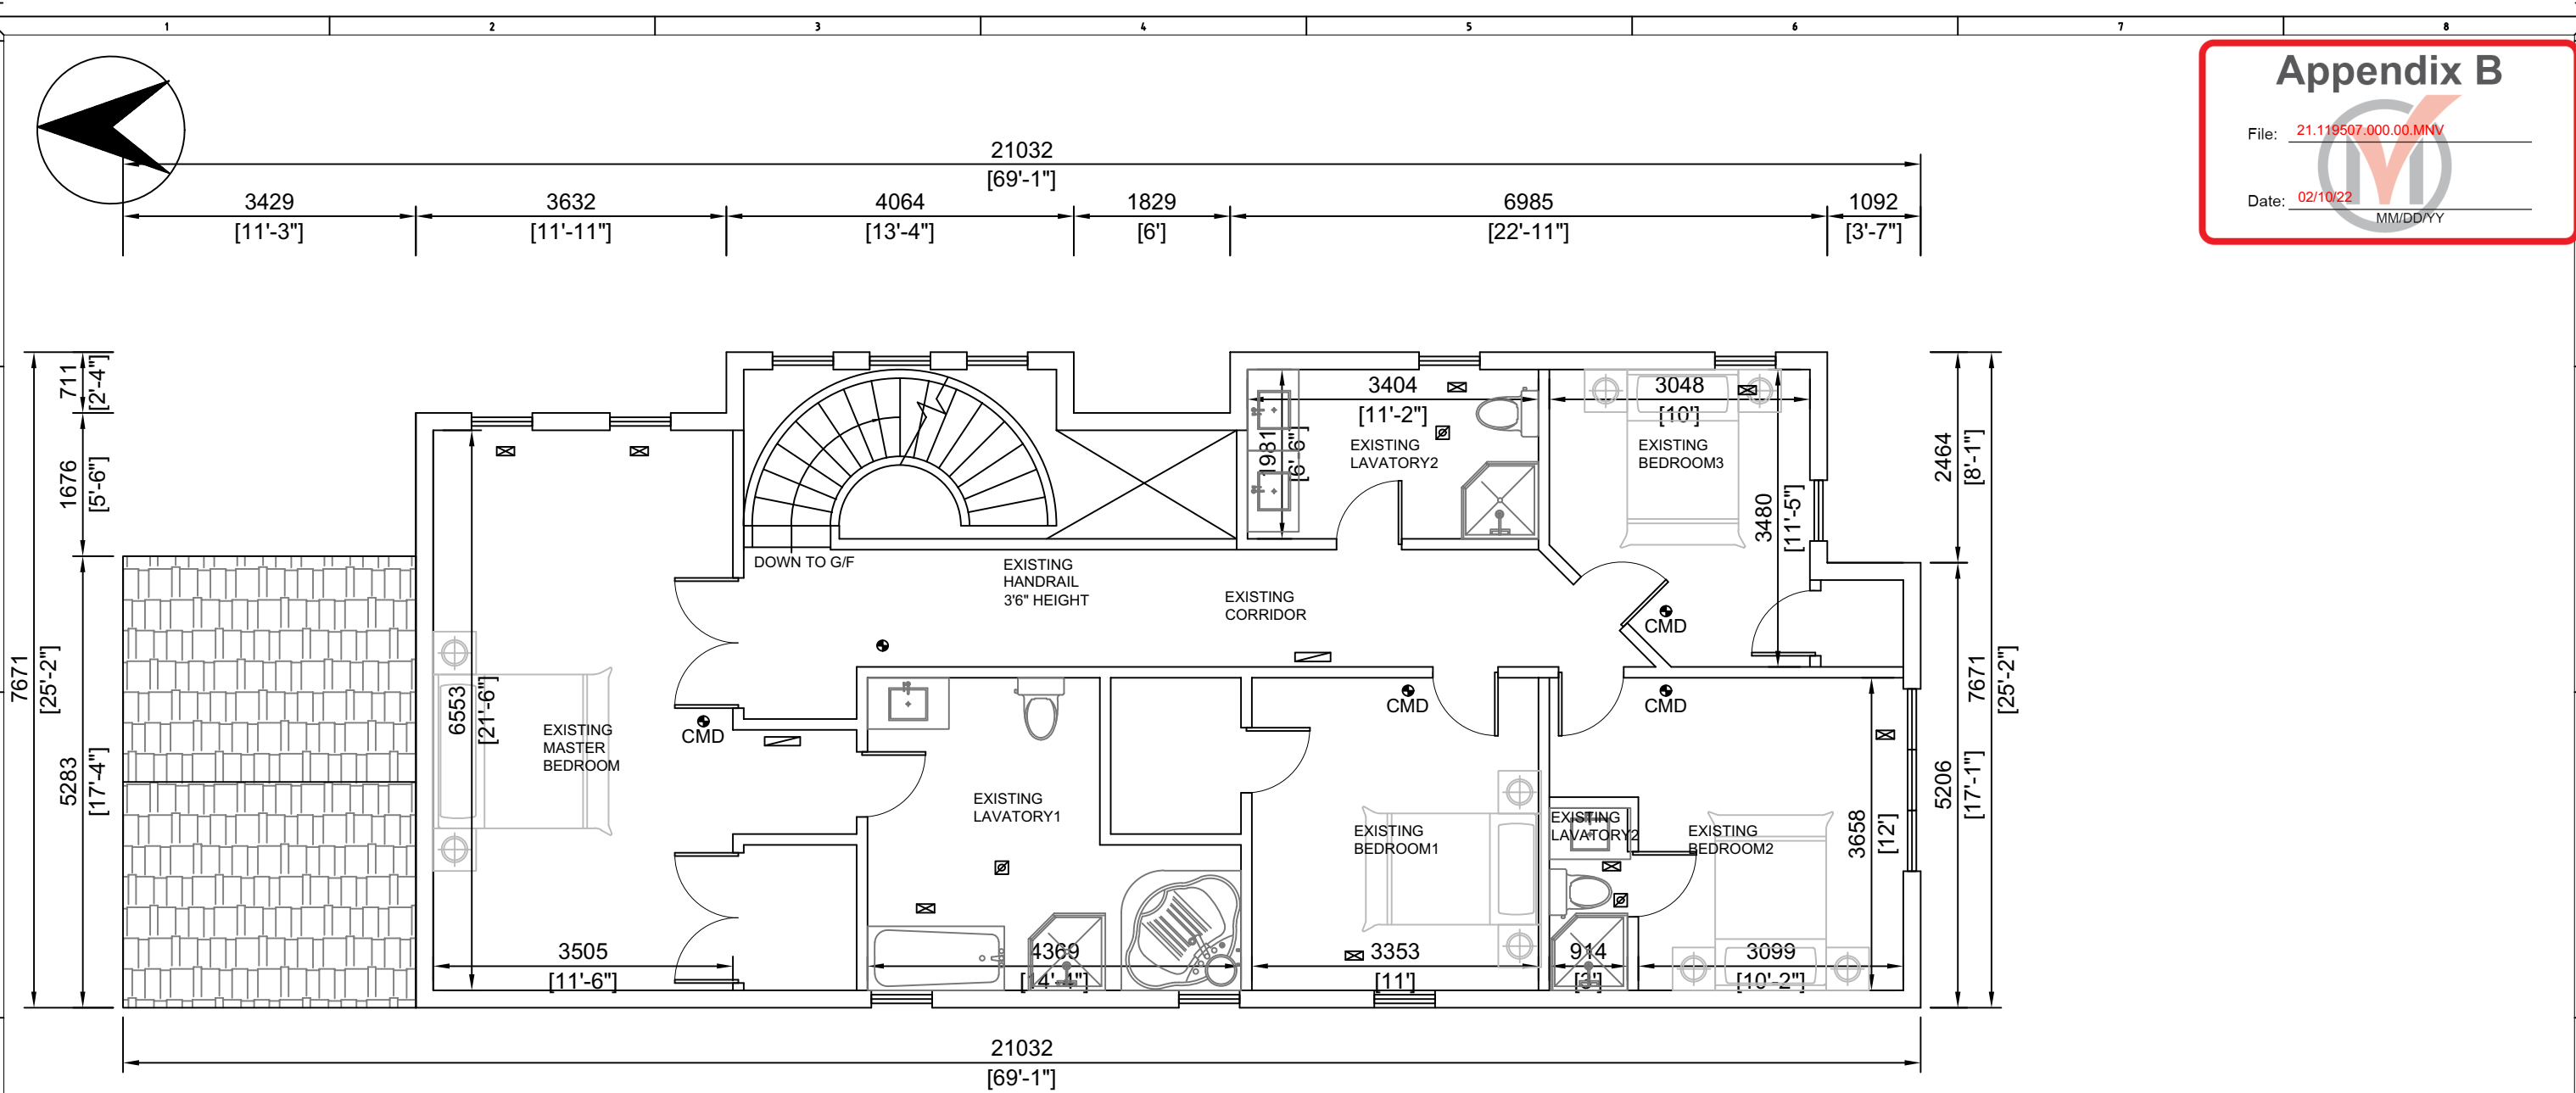 1 2 3 4 5 6 7 8
Appendix B
File: 21.119507.000.00.MNV
Date: 02/10/22
MM/DD/YY
21032
[69'-1"]
3429 3632 4064 1829 6985 1092
[11'-3"] [11'-11"] [13'-4"] [6'] [22'-11"] [3'-7"]
711
[2'-4"]
1676
[5'-6"]
5283
[17'-4"]
7671
[25'-2"]
3404
[11'-2"]
1981
[6'-6"]
EXISTING
LAVATORY2
3048
[10']
EXISTING
BEDROOM3
3480
[11'-5"]
2464
[8'-1"]
7671
[25'-2"]
5206
[17'-1"]
DOWN TO G/F
EXISTING
HANDRAIL
3'6" HEIGHT
EXISTING
CORRIDOR
CMD
CMD
CMD
CMD
6553
[21'-6"]
EXISTING
MASTER
BEDROOM
EXISTING
LAVATORY1
EXISTING
BEDROOM1
EXISTING
LAVATORY2
EXISTING
BEDROOM2
3658
[12']
3505
[11'-6"]
4369
[14'-4"]
3353
[11']
914
[3']
3099
[10'-2"]
21032
[69'-1"]